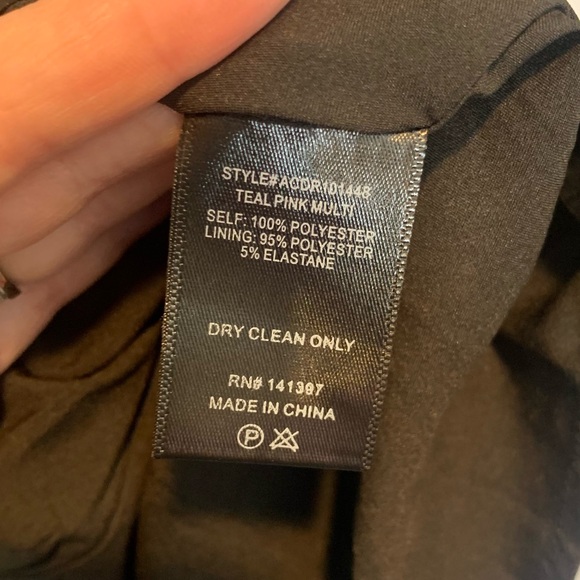 STYLE# ACDR101448
TEAL PINK MULTI
SELF: 100% POLYESTER
LINING: 95% POLYESTER
5% ELASTANE
DRY CLEAN ONLY
RN# 141397
MADE IN CHINA
P